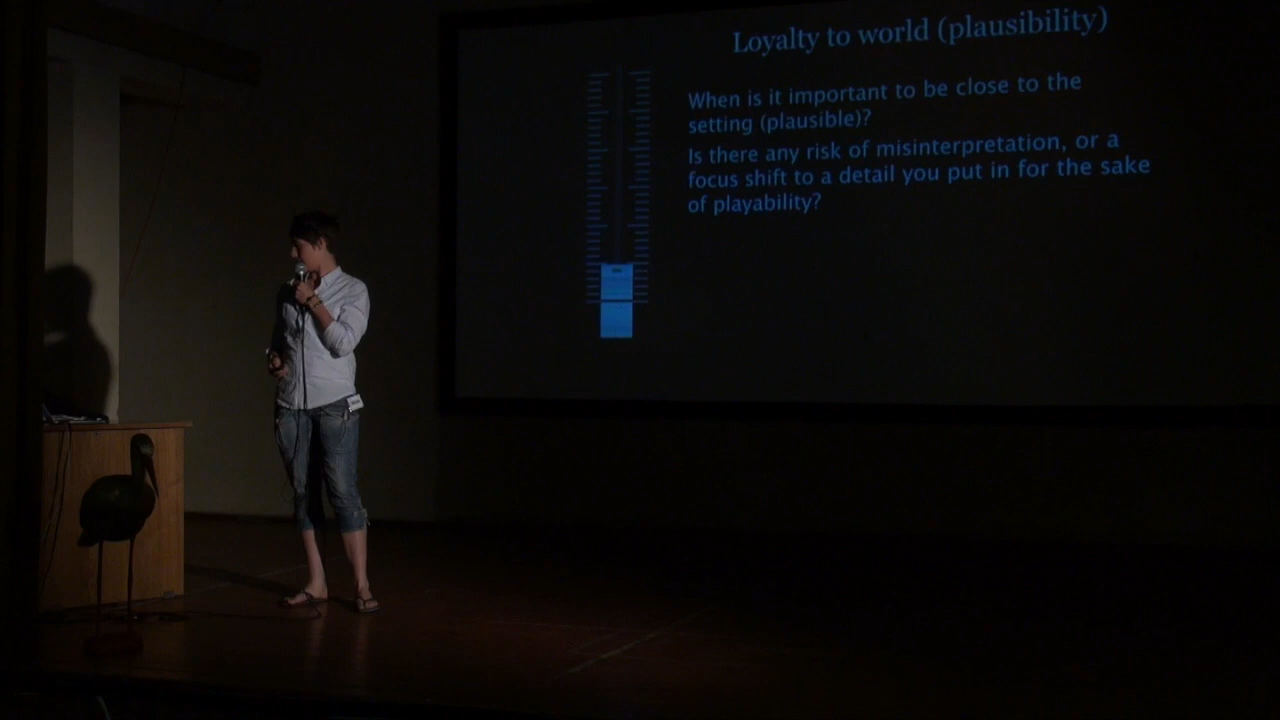 Loyalty to world (plausibility)
When is it important to be close to the
setting (plausible)?
Is there any risk of misinterpretation, or a
focus shift to a detail you put in for the sake
of playability?